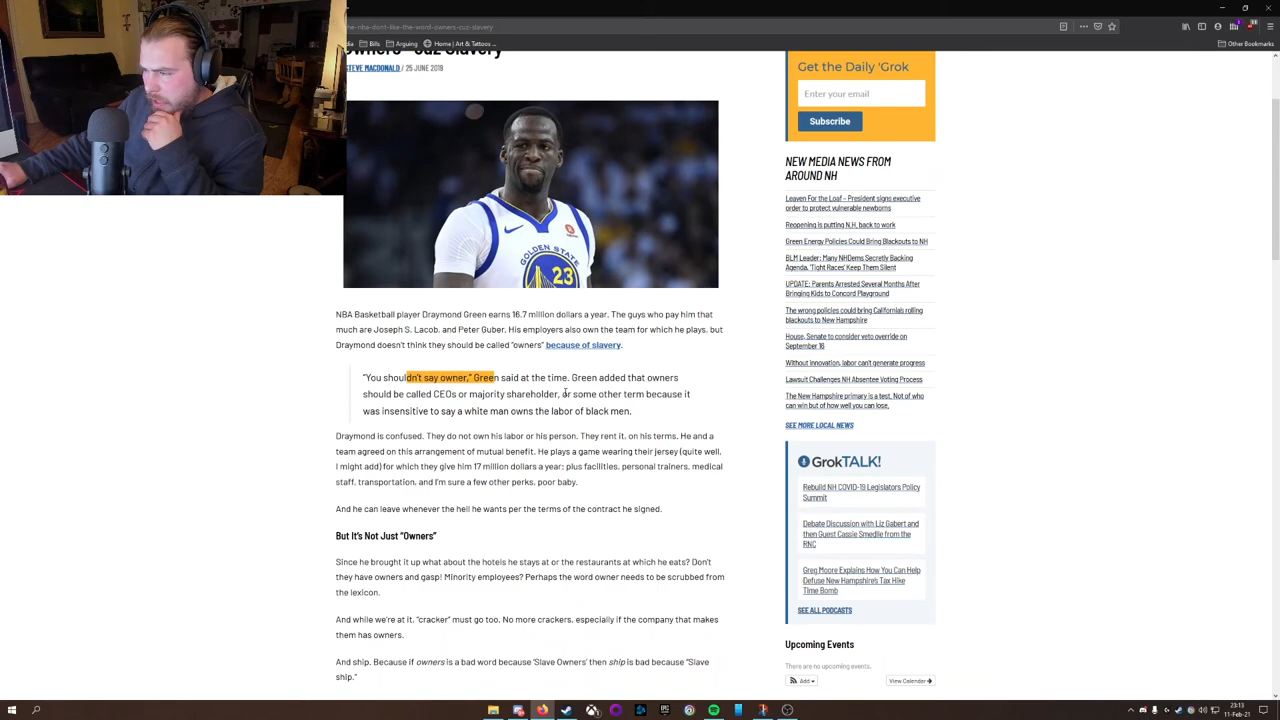 he-nba-dont-like-the-word-owners-cuz-slavery
dia
Bills
Arguing
Home | Art & Tattoos ...
Other Bookmarks
STEVE MACDONALD / 25 JUNE 2019
GOLDEN STATE
23
NBA Basketball player Draymond Green earns 16.7 million dollars a year. The guys who pay him that
much are Joseph S. Lacob, and Peter Guber. His employers also own the team for which he plays, but
Draymond doesn't think they should be called "owners" because of slavery.
"You shouldn't say owner," Green said at the time. Green added that owners
should be called CEOs or majority shareholder, or some other term because it
was insensitive to say a white man owns the labor of black men.
Draymond is confused. They do not own his labor or his person. They rent it, on his terms. He and a
team agreed on this arrangement of mutual benefit. He plays a game wearing their jersey (quite well,
I might add) for which they give him 17 million dollars a year; plus facilities, personal trainers, medical
staff, transportation, and I'm sure a few other perks, poor baby.
And he can leave whenever the hell he wants per the terms of the contract he signed.
But It's Not Just "Owners"
Since he brought it up what about the hotels he stays at or the restaurants at which he eats? Don't
they have owners and gasp! Minority employees? Perhaps the word owner needs to be scrubbed from
the lexicon.
And while we're at it, "cracker" must go too. No more crackers, especially if the company that makes
them has owners.
And ship. Because if owners is a bad word because 'Slave Owners' then ship is bad because "Slave
ship."
Get the Daily 'Grok
Enter your email
Subscribe
NEW MEDIA NEWS FROM
AROUND NH
Leaven For the Loaf – President signs executive
order to protect vulnerable newborns
Reopening is putting N.H. back to work
Green Energy Policies Could Bring Blackouts to NH
BLM Leader: Many NHDems Secretly Backing
Agenda, 'Tight Races' Keep Them Silent
UPDATE: Parents Arrested Several Months After
Bringing Kids to Concord Playground
The wrong policies could bring California's rolling
blackouts to New Hampshire
House, Senate to consider veto override on
September 16
Without innovation, labor can't generate progress
Lawsuit Challenges NH Absentee Voting Process
The New Hampshire primary is a test, Not of who
can win but of how well you can lose,
SEE MORE LOCAL NEWS
GrokTALK!
Rebuild NH COVID-19 Legislators Policy
Summit
Debate Discussion with Liz Gabert and
then Guest Cassie Smedile from the
RNC
Greg Moore Explains How You Can Help
Defuse New Hampshire's Tax Hike
Time Bomb
SEE ALL PODCASTS
Upcoming Events
There are no upcoming events.
Add
View Calendar
23:13
11-Feb-21